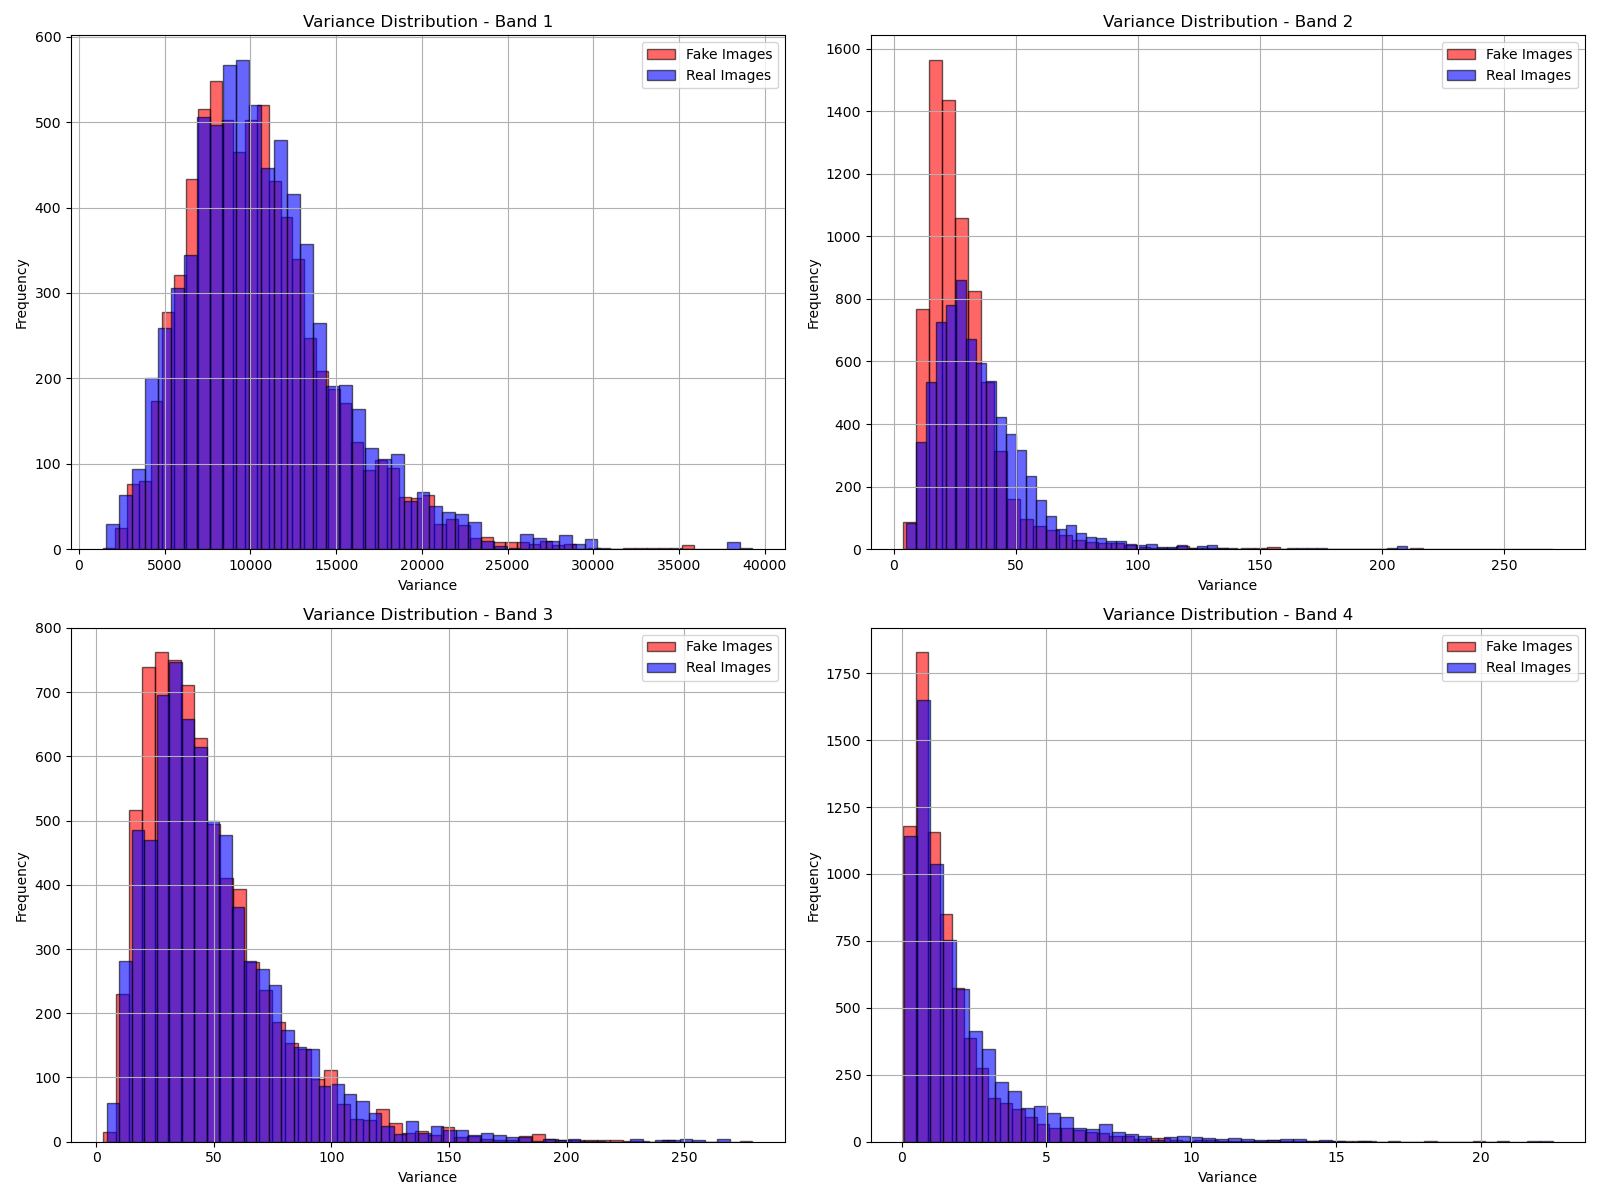 Variance Distribution - Band 1
600
500
400
300
200
100
0
Frequency
Fake Images
Real Images
0 5000 10000 15000 20000 25000 30000 35000 40000
Variance
Variance Distribution - Band 2
1600
1400
1200
1000
800
600
400
200
0
Frequency
Fake Images
Real Images
0 50 100 150 200 250
Variance
Variance Distribution - Band 3
800
700
600
500
400
300
200
100
0
Frequency
Fake Images
Real Images
0 50 100 150 200 250
Variance
Variance Distribution - Band 4
1750
1500
1250
1000
750
500
250
0
Frequency
Fake Images
Real Images
0 5 10 15 20
Variance